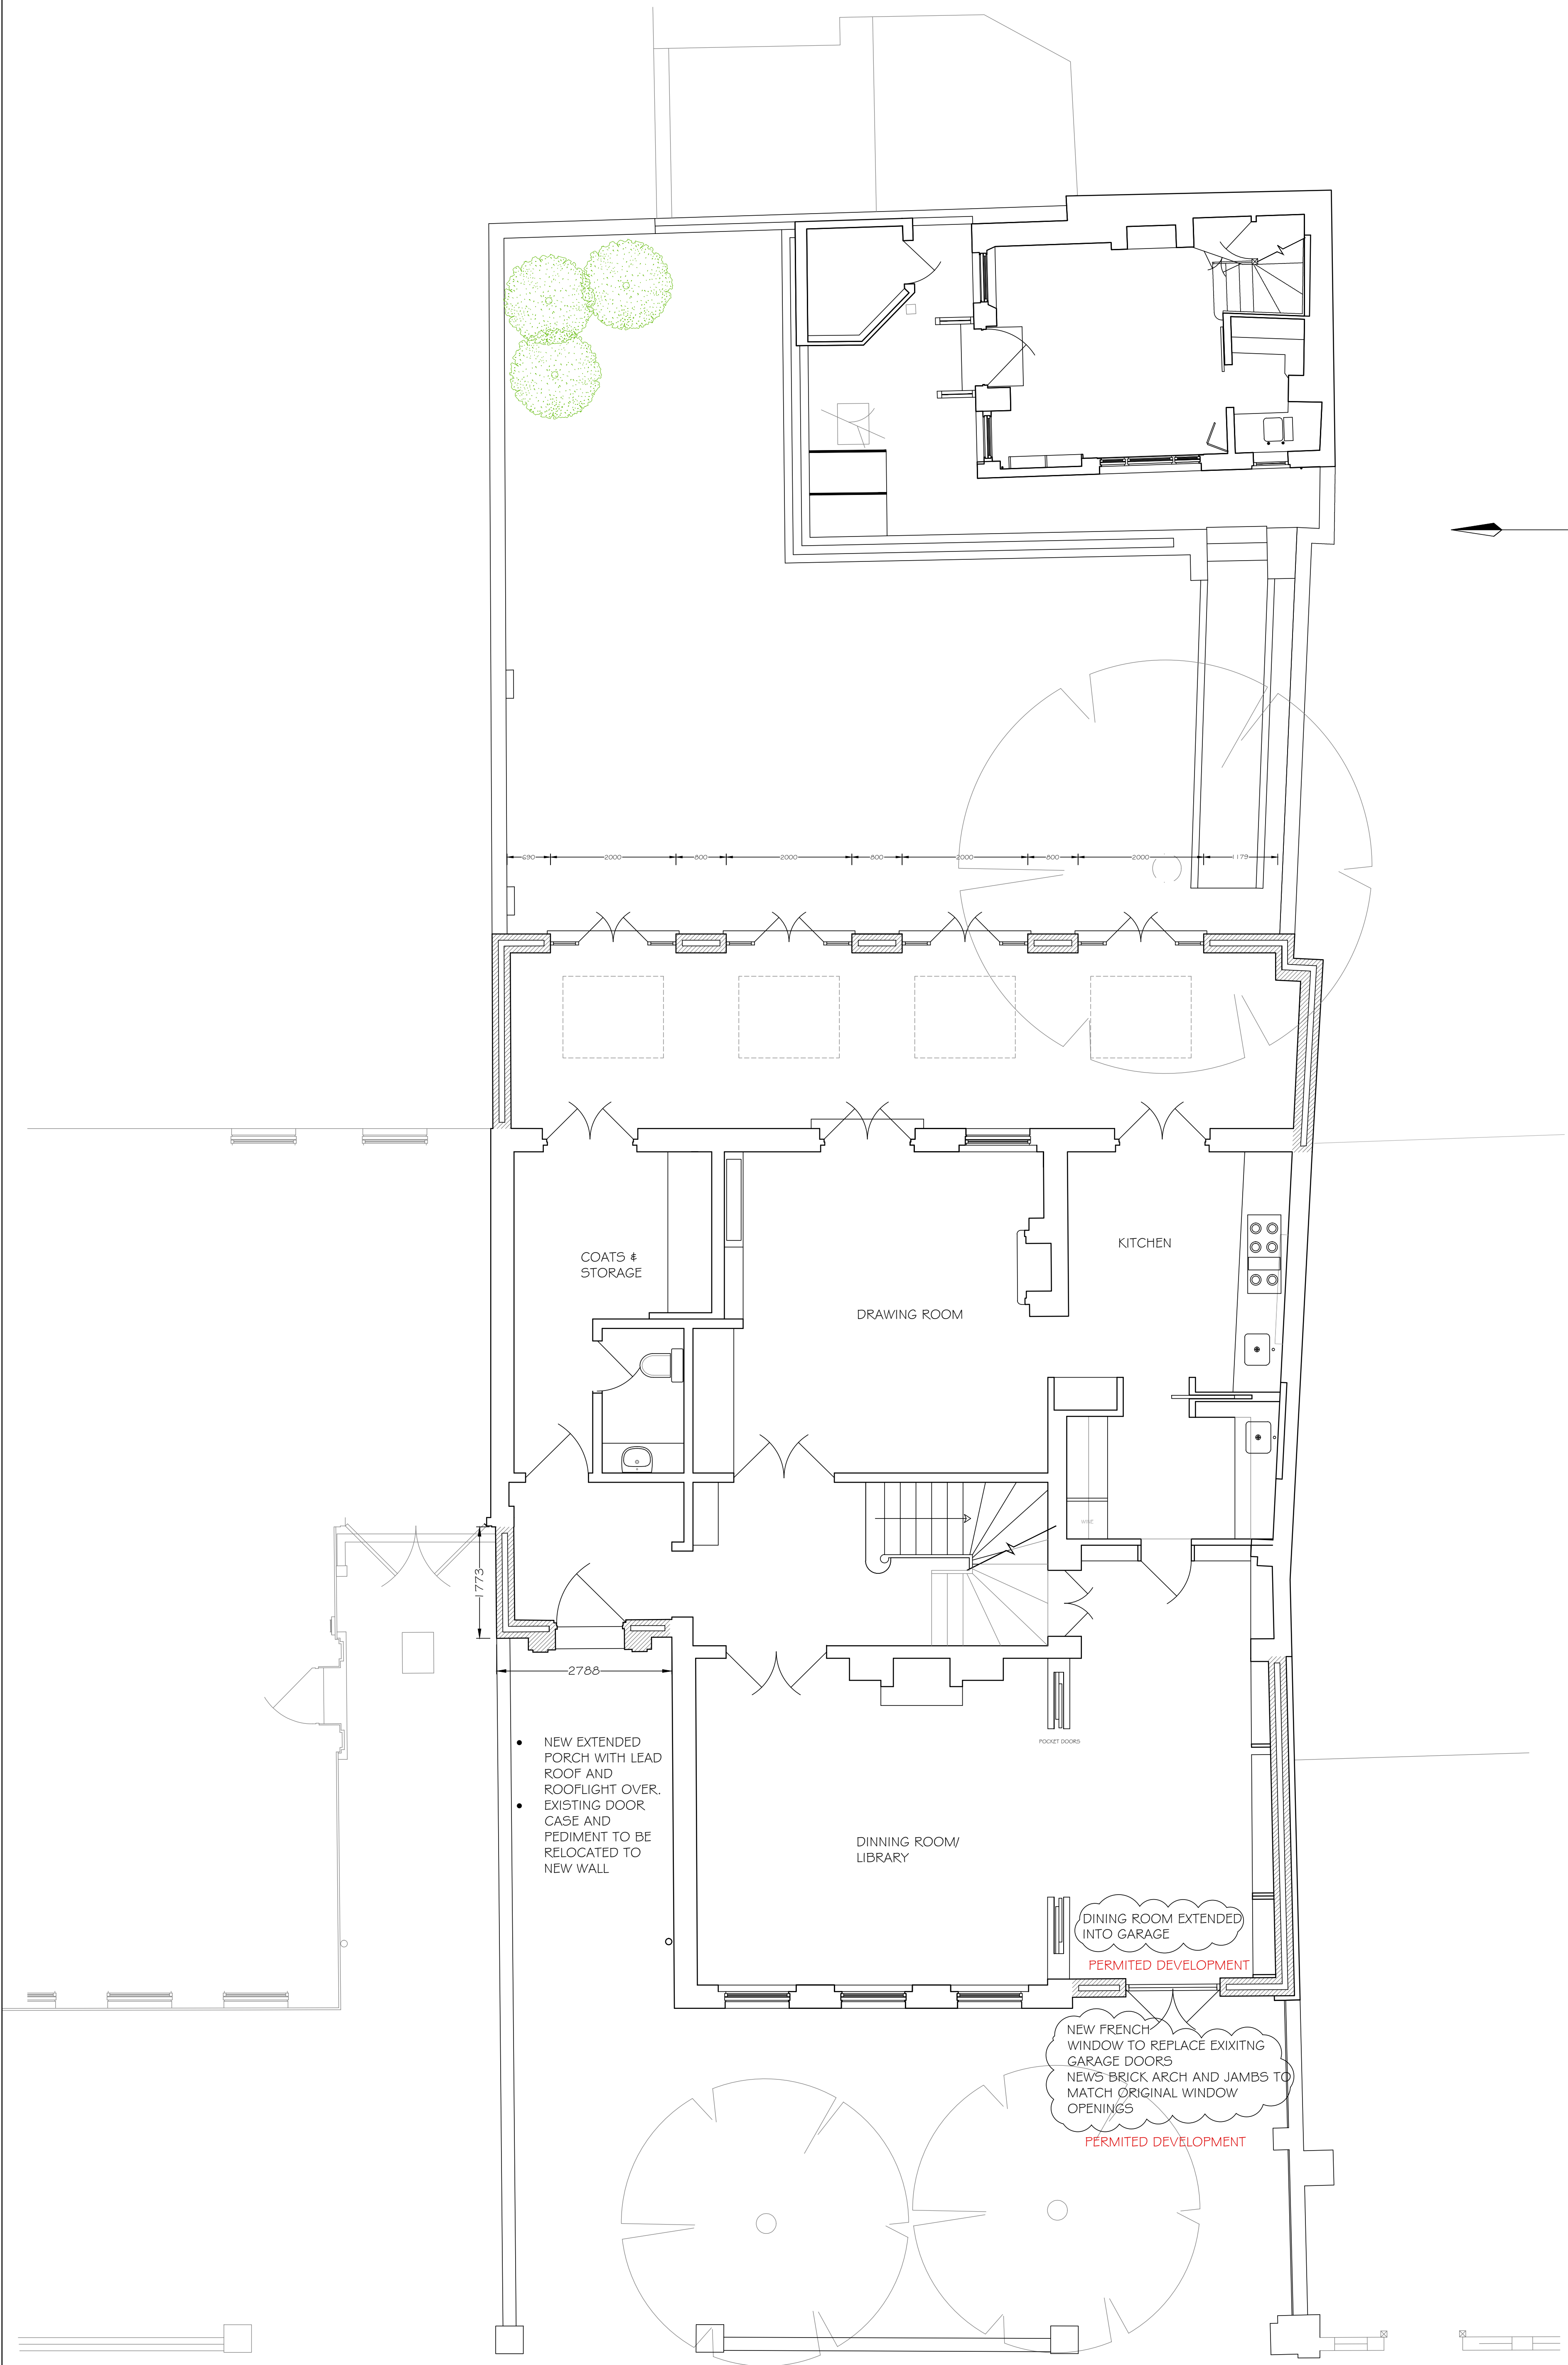 690
2000
800
2000
800
2000
800
2000
1179
COATS &
STORAGE
KITCHEN
DRAWING ROOM
WINE
1773
2788
POCKET DOORS
• NEW EXTENDED
PORCH WITH LEAD
ROOF AND
ROOFLIGHT OVER.
• EXISTING DOOR
CASE AND
PEDIMENT TO BE
RELOCATED TO
NEW WALL
DINNING ROOM/
LIBRARY
DINING ROOM EXTENDED
INTO GARAGE
PERMITED DEVELOPMENT
NEW FRENCH
WINDOW TO REPLACE EXIXITNG
GARAGE DOORS
NEWS BRICK ARCH AND JAMBS TO
MATCH ORIGINAL WINDOW
OPENINGS
PERMITED DEVELOPMENT